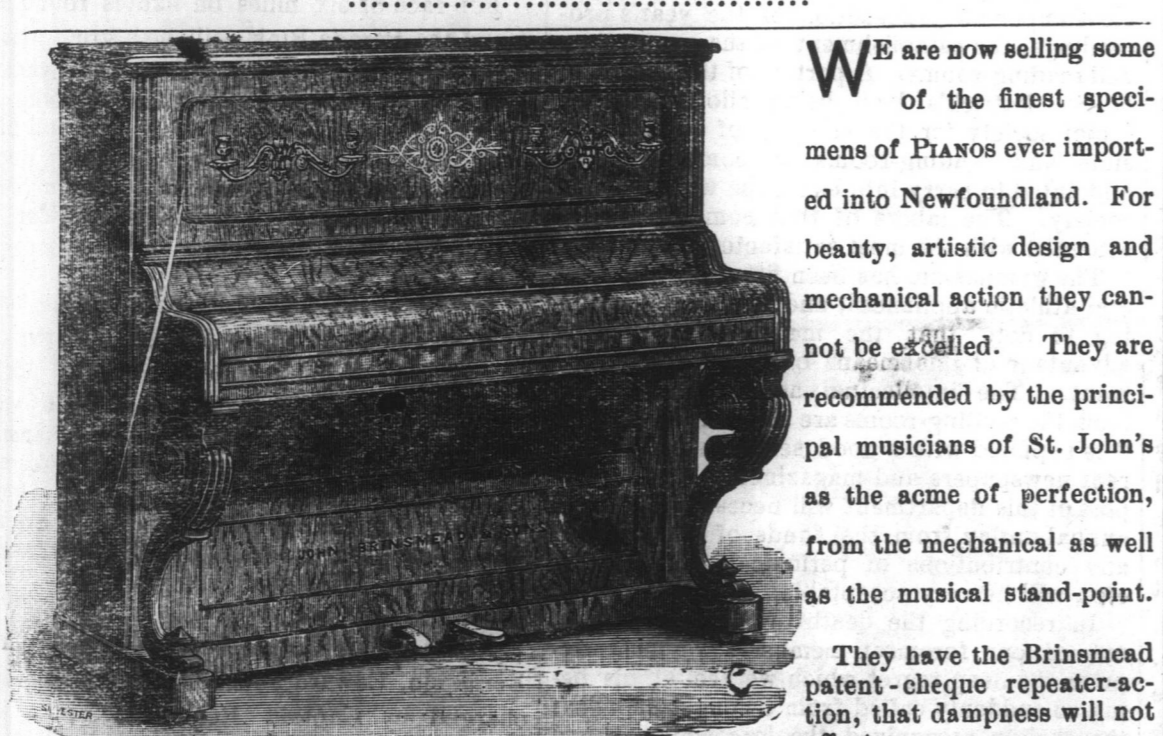 WE are now selling some
of the finest speci-
mens of PIANOS ever import-
ed into Newfoundland. For
beauty, artistic design and
mechanical action they can-
not be excelled. They are
recommended by the princi-
pal musicians of St. John's
as the acme of perfection,
from the mechanical as well
as the musical stand-point.
They have the Brinsmead
patent-cheque repeater-ac-
tion, that dampness will not
JOHN BRINSMEAD & SONS